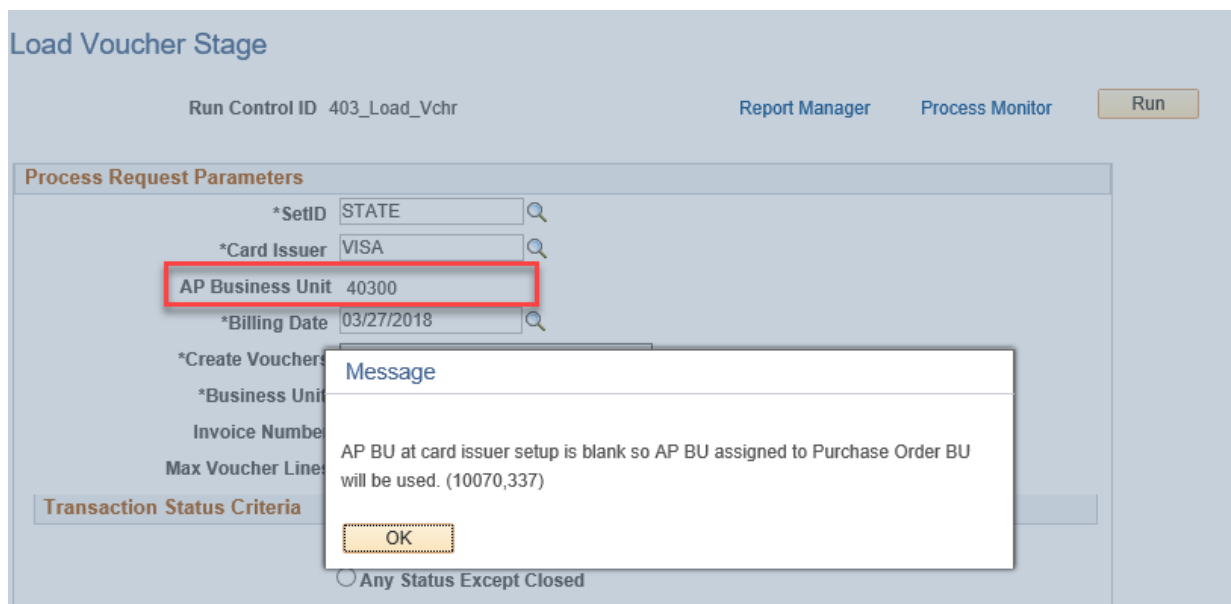 Load Voucher Stage
Run Control ID 403_Load_Vchr Report Manager Process Monitor Run
Process Request Parameters
*SetID STATE
*Card Issuer VISA
AP Business Unit 40300
*Billing Date 03/27/2018
*Create Vouchers
*Business Unit
Invoice Number
Max Voucher Lines
Message
AP BU at card issuer setup is blank so AP BU assigned to Purchase Order BU
will be used. (10070,337)
OK
Transaction Status Criteria
Any Status Except Closed